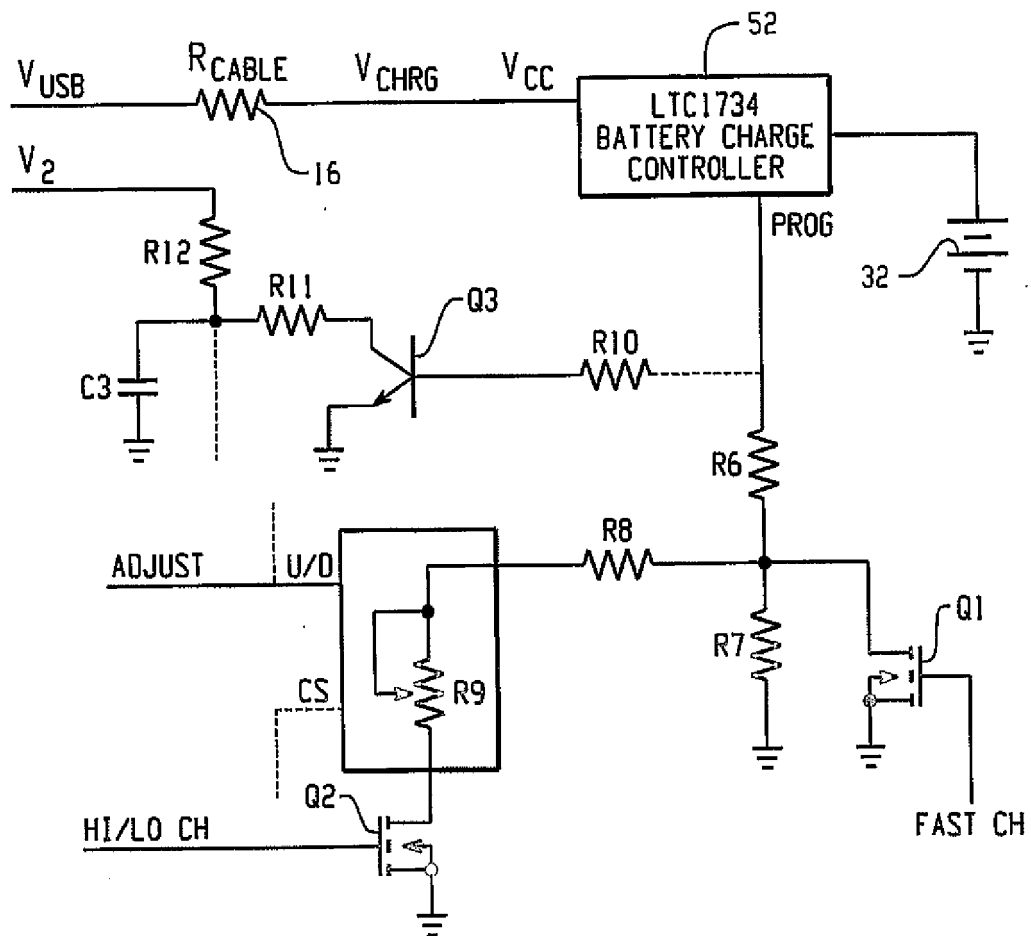 52
V_USB
R_CABLE
V_CHRG
V_CC
LTC1734
BATTERY CHARGE
CONTROLLER
16
V_2
PROG
R12
32
R11
Q3
R10
C3
R6
R8
ADJUST
U/D
Q1
R7
R9
CS
Q2
HI/LO CH
FAST CH